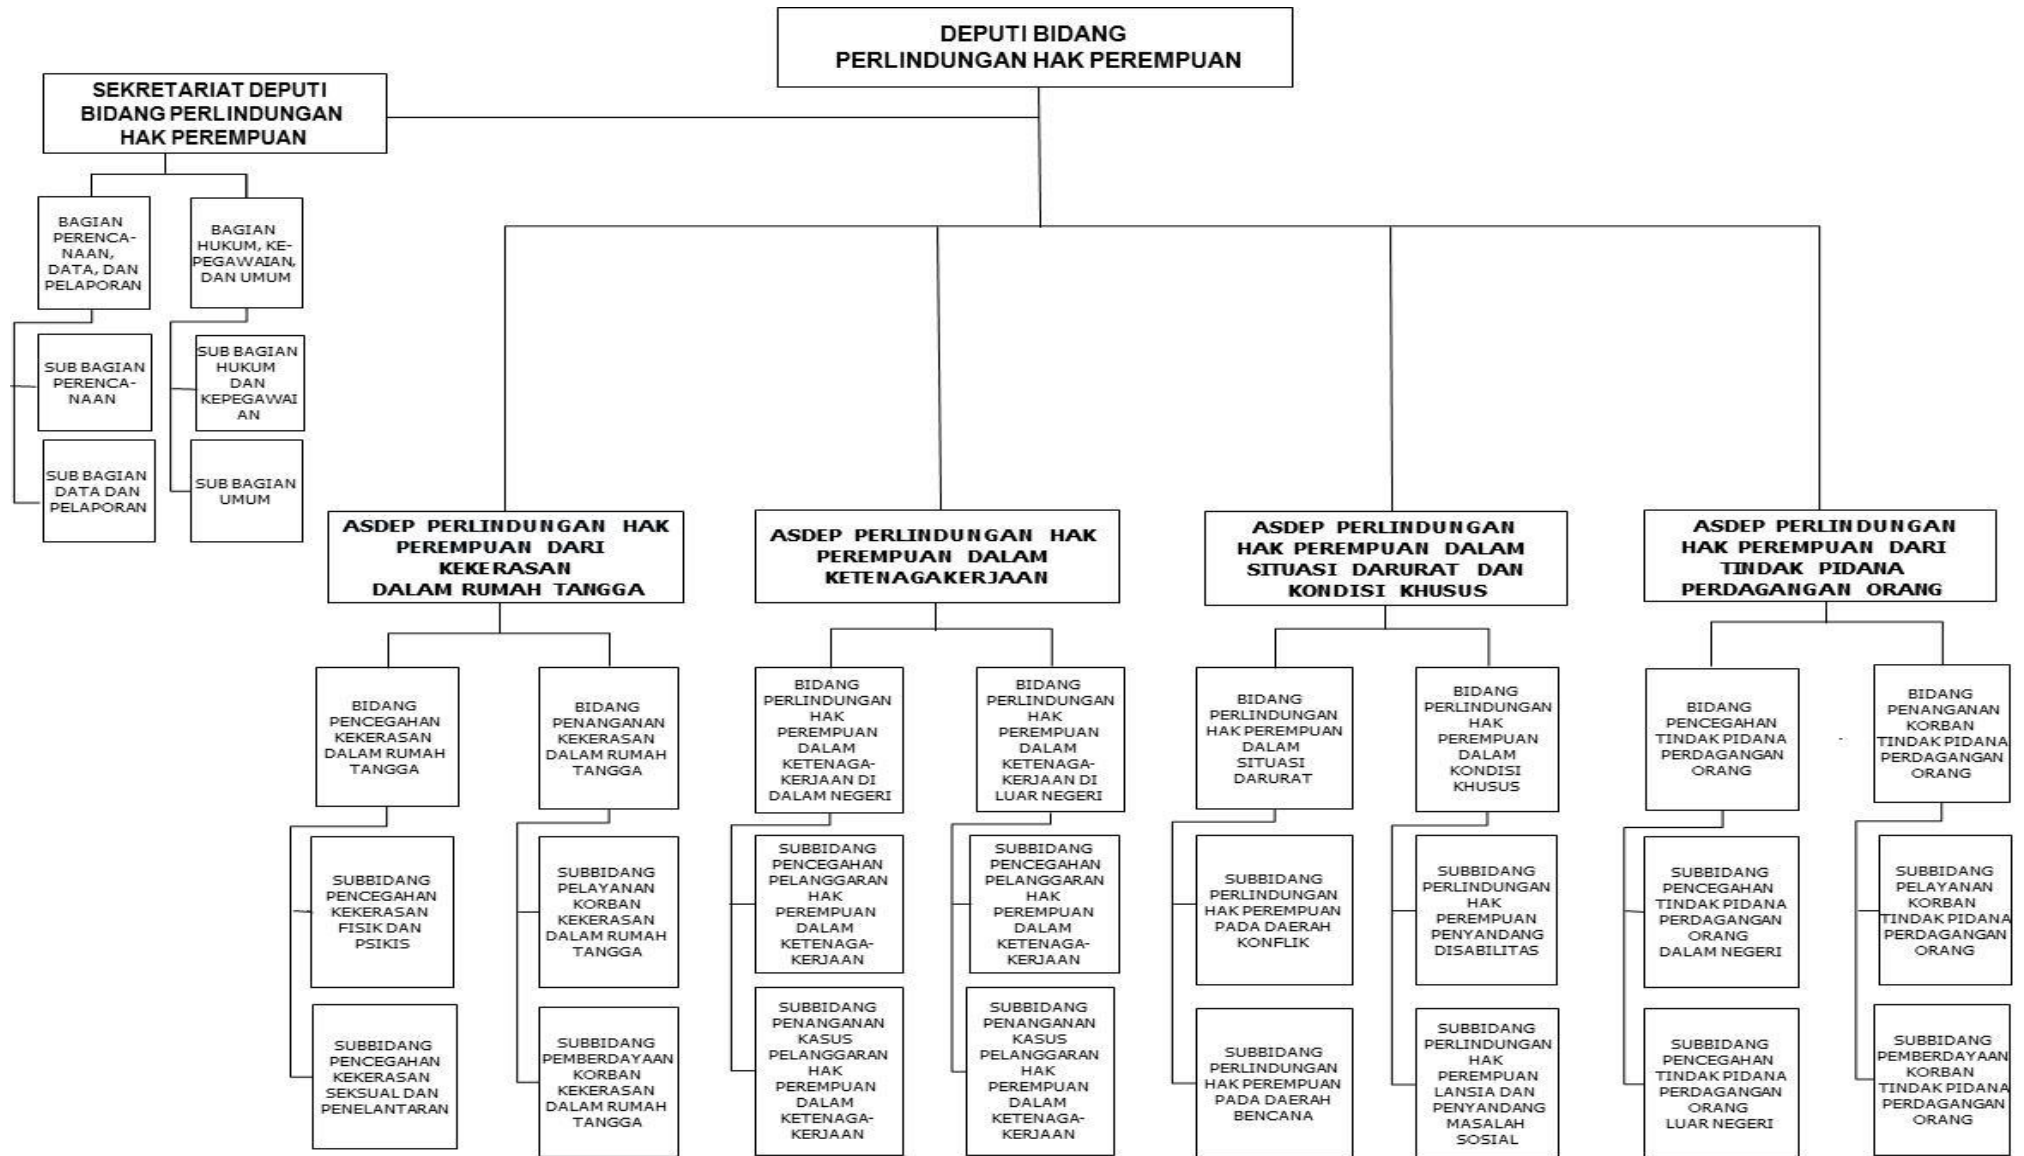 DEPUTI BIDANG
PERLINDUNGAN HAK PEREMPUAN
SEKRETARIAT DEPUTI
BIDANG PERLINDUNGAN
HAK PEREMPUAN
BAGIAN
PERENCA-
NAAN,
DATA, DAN
PELAPORAN
BAGIAN
HUKUM, KE-
PEGAWAIAN,
DAN UMUM
SUB BAGIAN
PERENCA-
NAAN
SUB BAGIAN
HUKUM
DAN
KEPEGAWAI
AN
SUB BAGIAN
DATA DAN
PELAPORAN
SUB BAGIAN
UMUM
ASDEP PERLINDUNGAN HAK
PEREMPUAN DARI
KEKERASAN
DALAM RUMAH TANGGA
ASDEP PERLINDUNGAN HAK
PEREMPUAN DALAM
KETENAGAKERJAAN
ASDEP PERLINDUNGAN
HAK PEREMPUAN DALAM
SITUASI DARURAT DAN
KONDISI KHUSUS
ASDEP PERLINDUNGAN
HAK PEREMPUAN DARI
TINDAK PIDANA
PERDAGANGAN ORANG
BIDANG
PENCEGAHAN
KEKERASAN
DALAM RUMAH
TANGGA
BIDANG
PENANGANAN
KEKERASAN
DALAM RUMAH
TANGGA
BIDANG
PERLINDUNGAN
HAK
PEREMPUAN
DALAM
KETENAGA-
KERJAAN DI
DALAM NEGERI
BIDANG
PERLINDUNGAN
HAK
PEREMPUAN
DALAM
KETENAGA-
KERJAAN DI
LUAR NEGERI
BIDANG
PERLINDUNGAN
HAK PEREMPUAN
DALAM
SITUASI
DARURAT
BIDANG
PERLINDUNGAN
HAK
PEREMPUAN
DALAM
KONDISI
KHUSUS
BIDANG
PENCEGAHAN
TINDAK PIDANA
PERDAGANGAN
ORANG
BIDANG
PENANGANAN
KORBAN
TINDAK PIDANA
PERDAGANGAN
ORANG
SUBBIDANG
PENCEGAHAN
KEKERASAN
FISIK DAN
PSIKIS
SUBBIDANG
PELAYANAN
KORBAN
KEKERASAN
DALAM RUMAH
TANGGA
SUBBIDANG
PENCEGAHAN
PELANGGARAN
HAK
PEREMPUAN
DALAM
KETENAGA-
KERJAAN
SUBBIDANG
PENCEGAHAN
PELANGGARAN
HAK
PEREMPUAN
DALAM
KETENAGA-
KERJAAN
SUBBIDANG
PERLINDUNGAN
HAK PEREMPUAN
PADA DAERAH
KONFLIK
SUBBIDANG
PERLINDUNGAN
HAK
PEREMPUAN
PENYANDANG
DISABILITAS
SUBBIDANG
PENCEGAHAN
TINDAK PIDANA
PERDAGANGAN
ORANG
DALAM NEGERI
SUBBIDANG
PELAYANAN
KORBAN
TINDAK PIDANA
PERDAGANGAN
ORANG
SUBBIDANG
PENCEGAHAN
KEKERASAN
SEKSUAL DAN
PENELANTARAN
SUBBIDANG
PEMBERDAYAAN
KORBAN
KEKERASAN
DALAM RUMAH
TANGGA
SUBBIDANG
PENANGANAN
KASUS
PELANGGARAN
HAK
PEREMPUAN
DALAM
KETENAGA-
KERJAAN
SUBBIDANG
PENANGANAN
KASUS
PELANGGARAN
HAK
PEREMPUAN
DALAM
KETENAGA-
KERJAAN
SUBBIDANG
PERLINDUNGAN
HAK PEREMPUAN
PADA DAERAH
BENCANA
SUBBIDANG
PERLINDUNGAN
HAK
PEREMPUAN
LANSIA DAN
PENYANDANG
MASALAH
SOSIAL
SUBBIDANG
PENCEGAHAN
TINDAK PIDANA
PERDAGANGAN
ORANG
LUAR NEGERI
SUBBIDANG
PEMBERDAYAAN
KORBAN
TINDAK PIDANA
PERDAGANGAN
ORANG